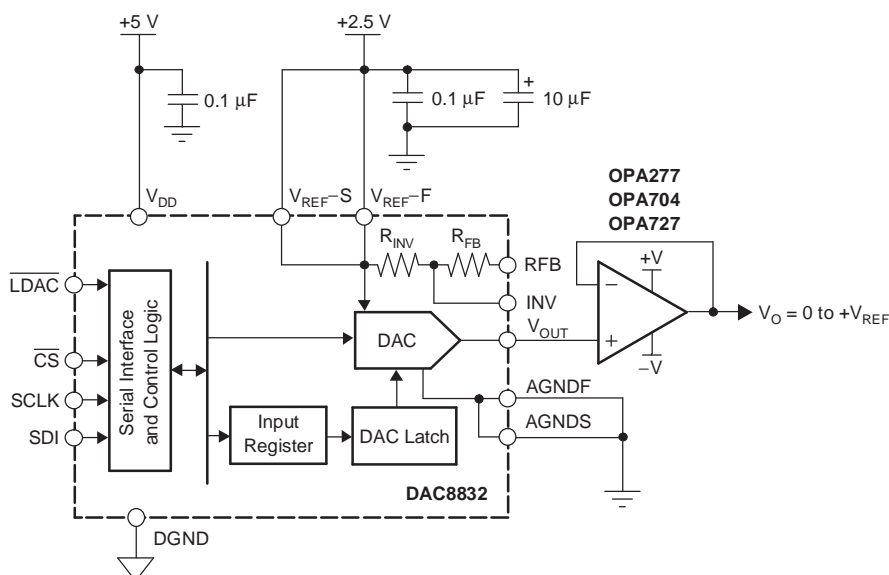 +5 V
+2.5 V
0.1 μF
0.1 μF
+
10 μF
OPA277
OPA704
OPA727
V_DD
V_REF−S
V_REF−F
R_INV
R_FB
RFB
INV
V_OUT
LDAC
CS
SCLK
SDI
Serial Interface
and Control Logic
DAC
Input
Register
DAC Latch
AGNDF
AGNDS
DAC8832
DGND
−
+
+V
−V
V_O = 0 to +V_REF